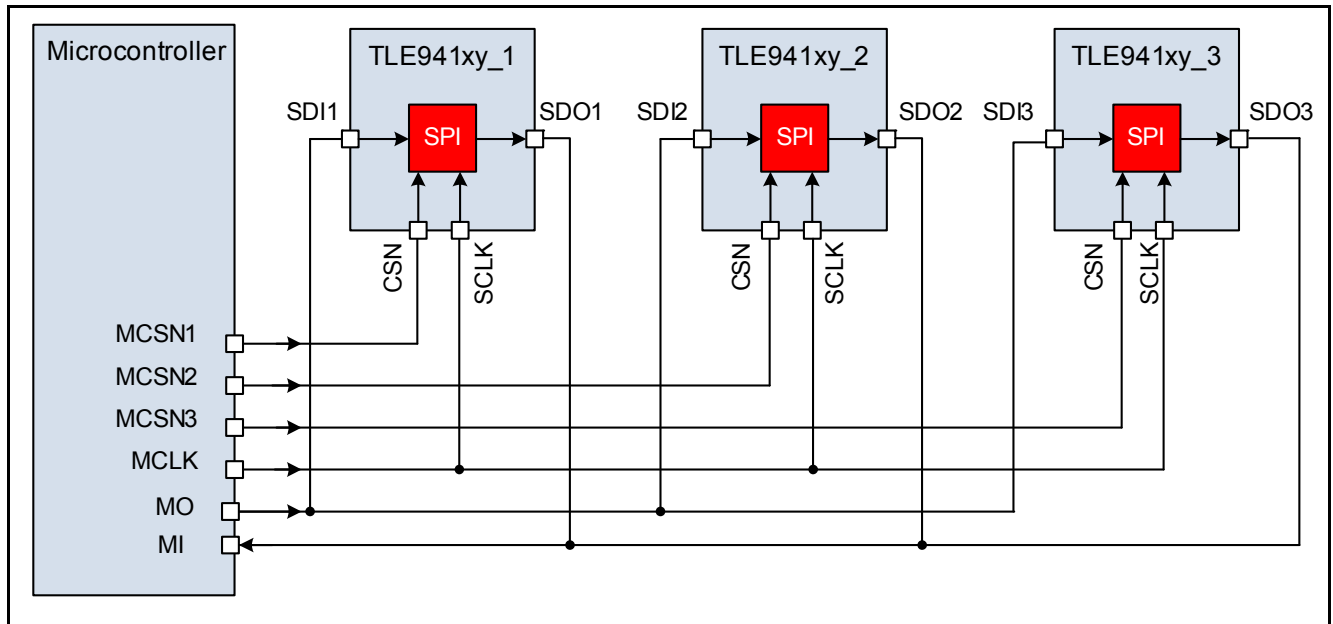 Microcontroller
TLE941xy_1
TLE941xy_2
TLE941xy_3
SDI1
SPI
SDO1
SDI2
SPI
SDO2
SDI3
SPI
SDO3
CSN
SCLK
CSN
SCLK
CSN
SCLK
MCSN1
MCSN2
MCSN3
MCLK
MO
MI